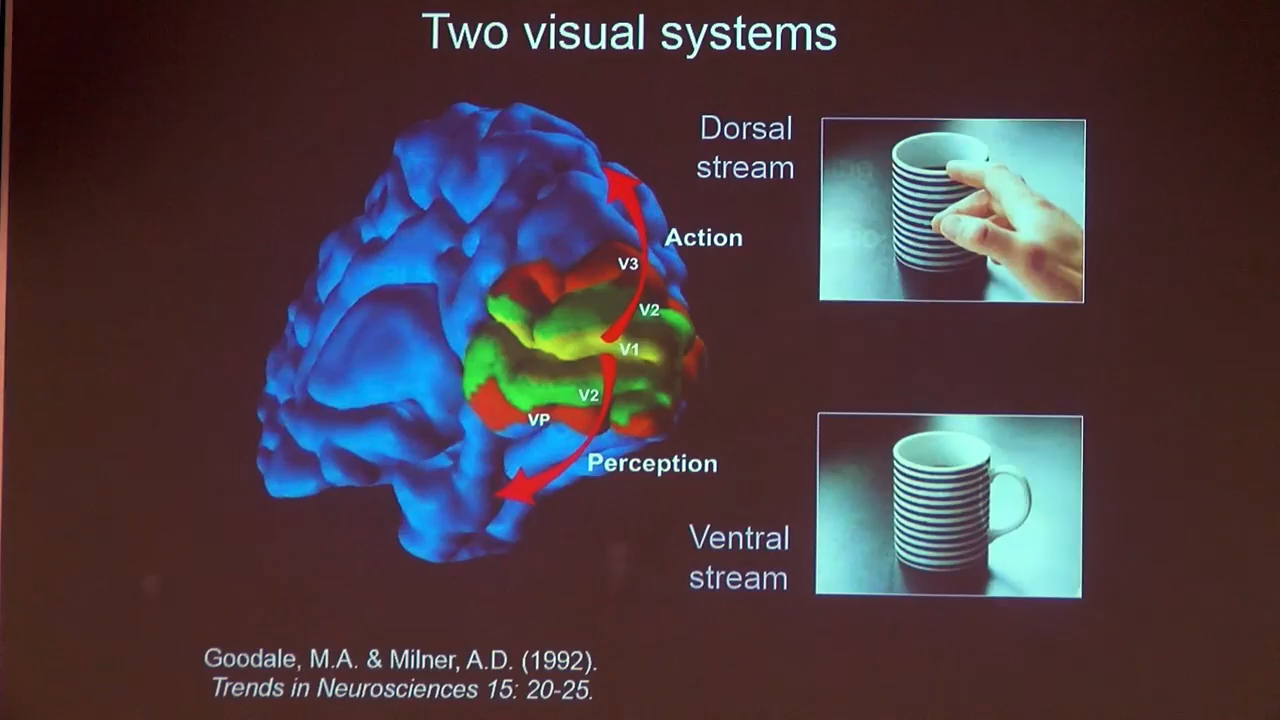 Two visual systems
Dorsal
stream
Action
V3
V2
V1
V2
VP
Perception
Ventral
stream
Goodale, M.A. & Milner, A.D. (1992).
Trends in Neurosciences 15: 20-25.